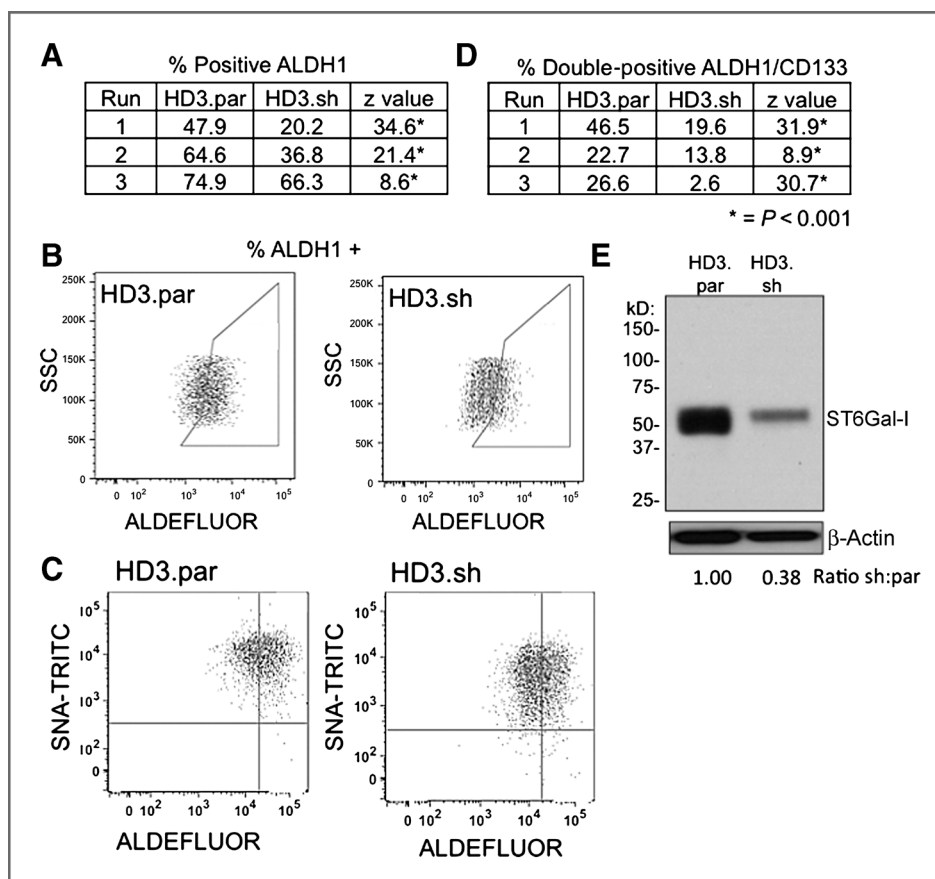 A
% Positive ALDH1
Run HD3.par HD3.sh z value
1 47.9 20.2 34.6*
2 64.6 36.8 21.4*
3 74.9 66.3 8.6*
D
% Double-positive ALDH1/CD133
Run HD3.par HD3.sh z value
1 46.5 19.6 31.9*
2 22.7 13.8 8.9*
3 26.6 2.6 30.7*
* = P < 0.001
B
% ALDH1 +
HD3.par
250K
200K
150K
100K
50K
0
SSC
0 10² 10³ 10⁴ 10⁵
ALDEFLUOR
HD3.sh
250K
200K
150K
100K
50K
0
SSC
0 10² 10³ 10⁴ 10⁵
ALDEFLUOR
C
HD3.par
10⁵
10⁴
10³
10²
0
SNA-TRITC
0 10² 10³ 10⁴ 10⁵
ALDEFLUOR
HD3.sh
10⁵
10⁴
10³
10²
0
SNA-TRITC
0 10² 10³ 10⁴ 10⁵
ALDEFLUOR
E
HD3. HD3.
par sh
kD:
150-
100-
75-
50-
37-
25-
ST6Gal-I
β-Actin
1.00 0.38 Ratio sh:par